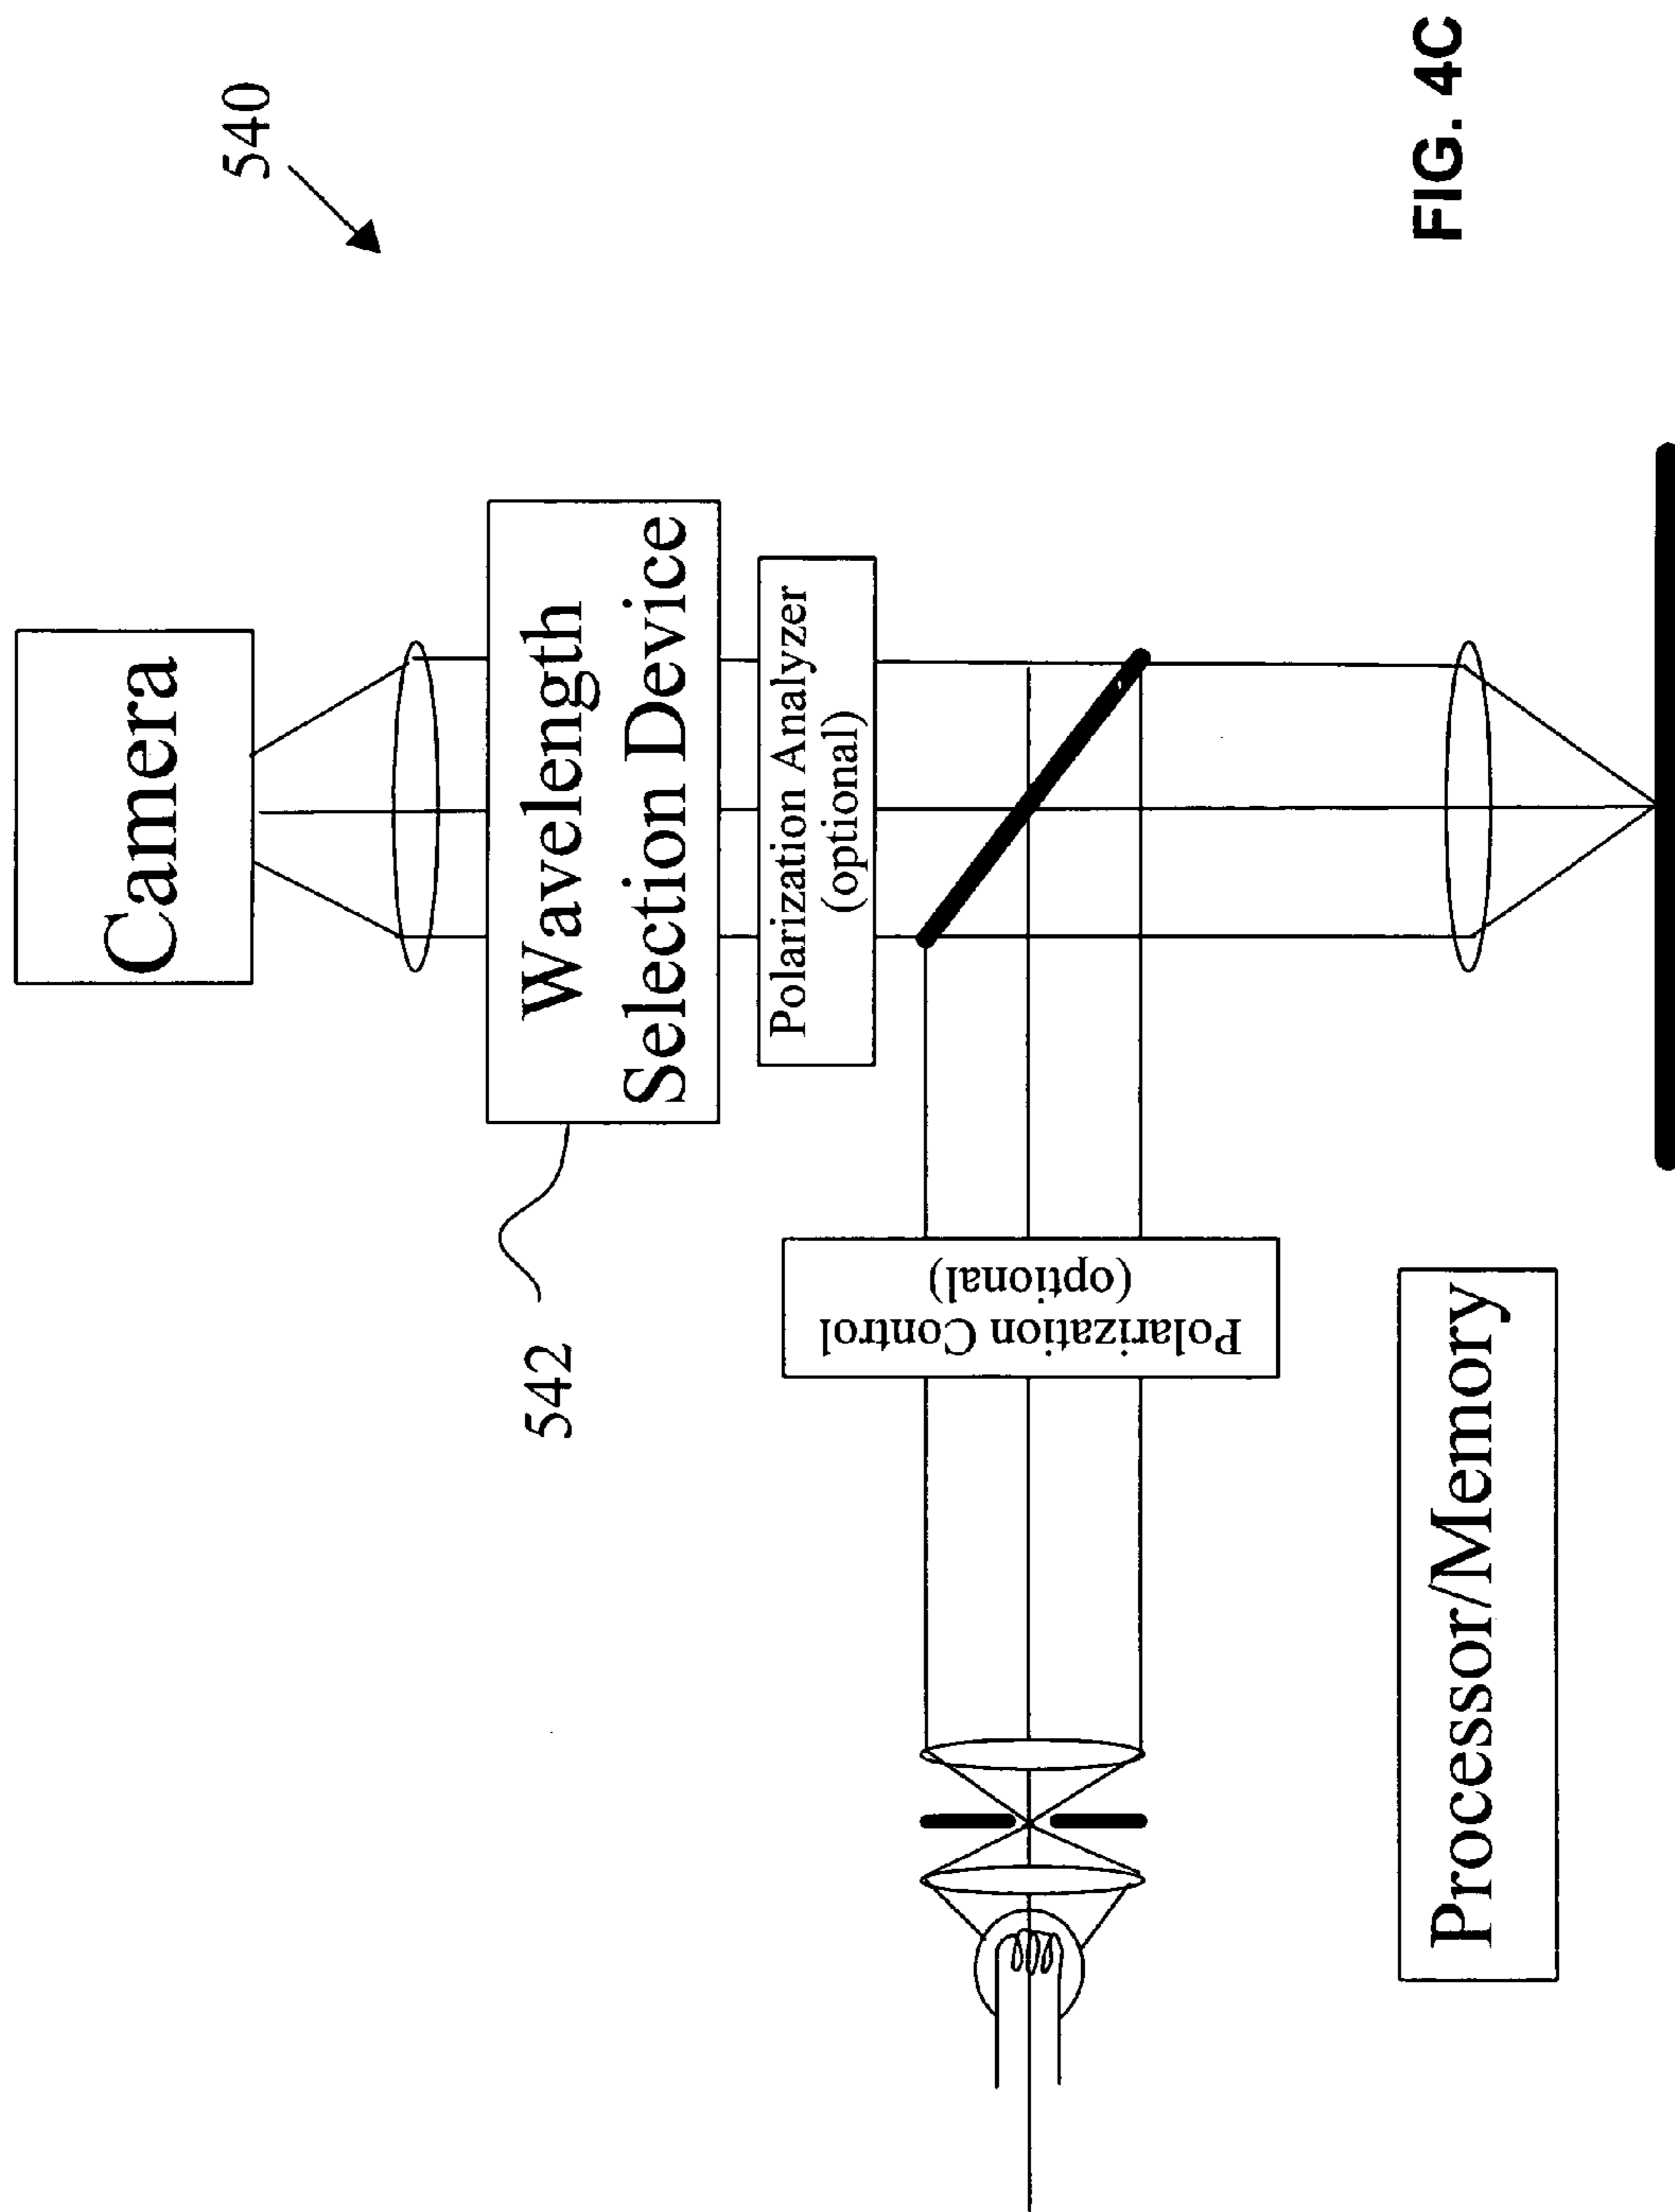 540
Camera
Wavelength
Selection Device
542
Polarization Analyzer
(optional)
Polarization Control
(optional)
Processor/Memory
FIG. 4C